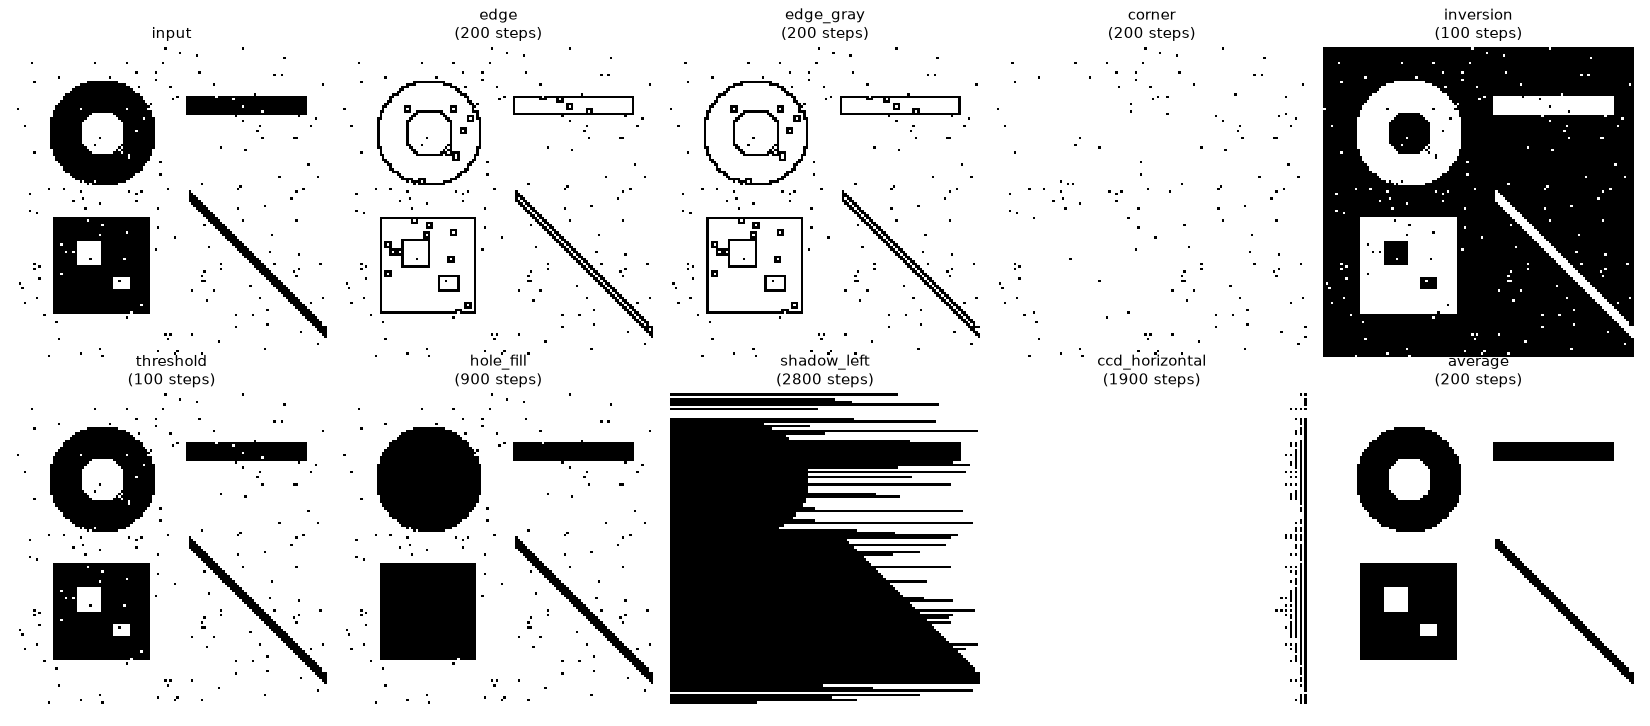 input
edge
(200 steps)
edge_gray
(200 steps)
corner
(200 steps)
inversion
(100 steps)
threshold
(100 steps)
hole_fill
(900 steps)
shadow_left
(2800 steps)
ccd_horizontal
(1900 steps)
average
(200 steps)